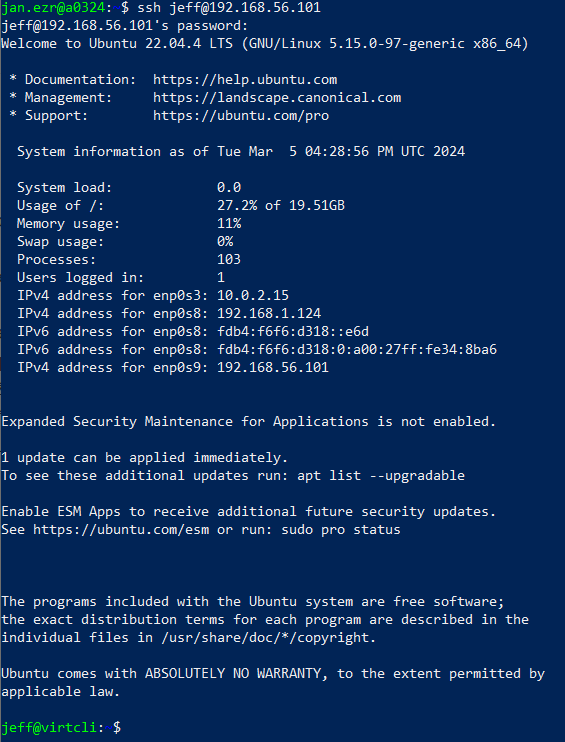 jan.ezr@a0324:~$ ssh jeff@192.168.56.101
jeff@192.168.56.101's password:
Welcome to Ubuntu 22.04.4 LTS (GNU/Linux 5.15.0-97-generic x86_64)
* Documentation:  https://help.ubuntu.com
* Management:     https://landscape.canonical.com
* Support:        https://ubuntu.com/pro
System information as of Tue Mar  5 04:28:56 PM UTC 2024
System load:             0.0
Usage of /:              27.2% of 19.51GB
Memory usage:            11%
Swap usage:              0%
Processes:               103
Users logged in:         1
IPv4 address for enp0s3: 10.0.2.15
IPv4 address for enp0s8: 192.168.1.124
IPv6 address for enp0s8: fdb4:f6f6:d318::e6d
IPv6 address for enp0s8: fdb4:f6f6:d318:0:a00:27ff:fe34:8ba6
IPv4 address for enp0s9: 192.168.56.101
Expanded Security Maintenance for Applications is not enabled.
1 update can be applied immediately.
To see these additional updates run: apt list --upgradable
Enable ESM Apps to receive additional future security updates.
See https://ubuntu.com/esm or run: sudo pro status
The programs included with the Ubuntu system are free software;
the exact distribution terms for each program are described in the
individual files in /usr/share/doc/*/copyright.
Ubuntu comes with ABSOLUTELY NO WARRANTY, to the extent permitted by
applicable law.
jeff@virtcli:~$